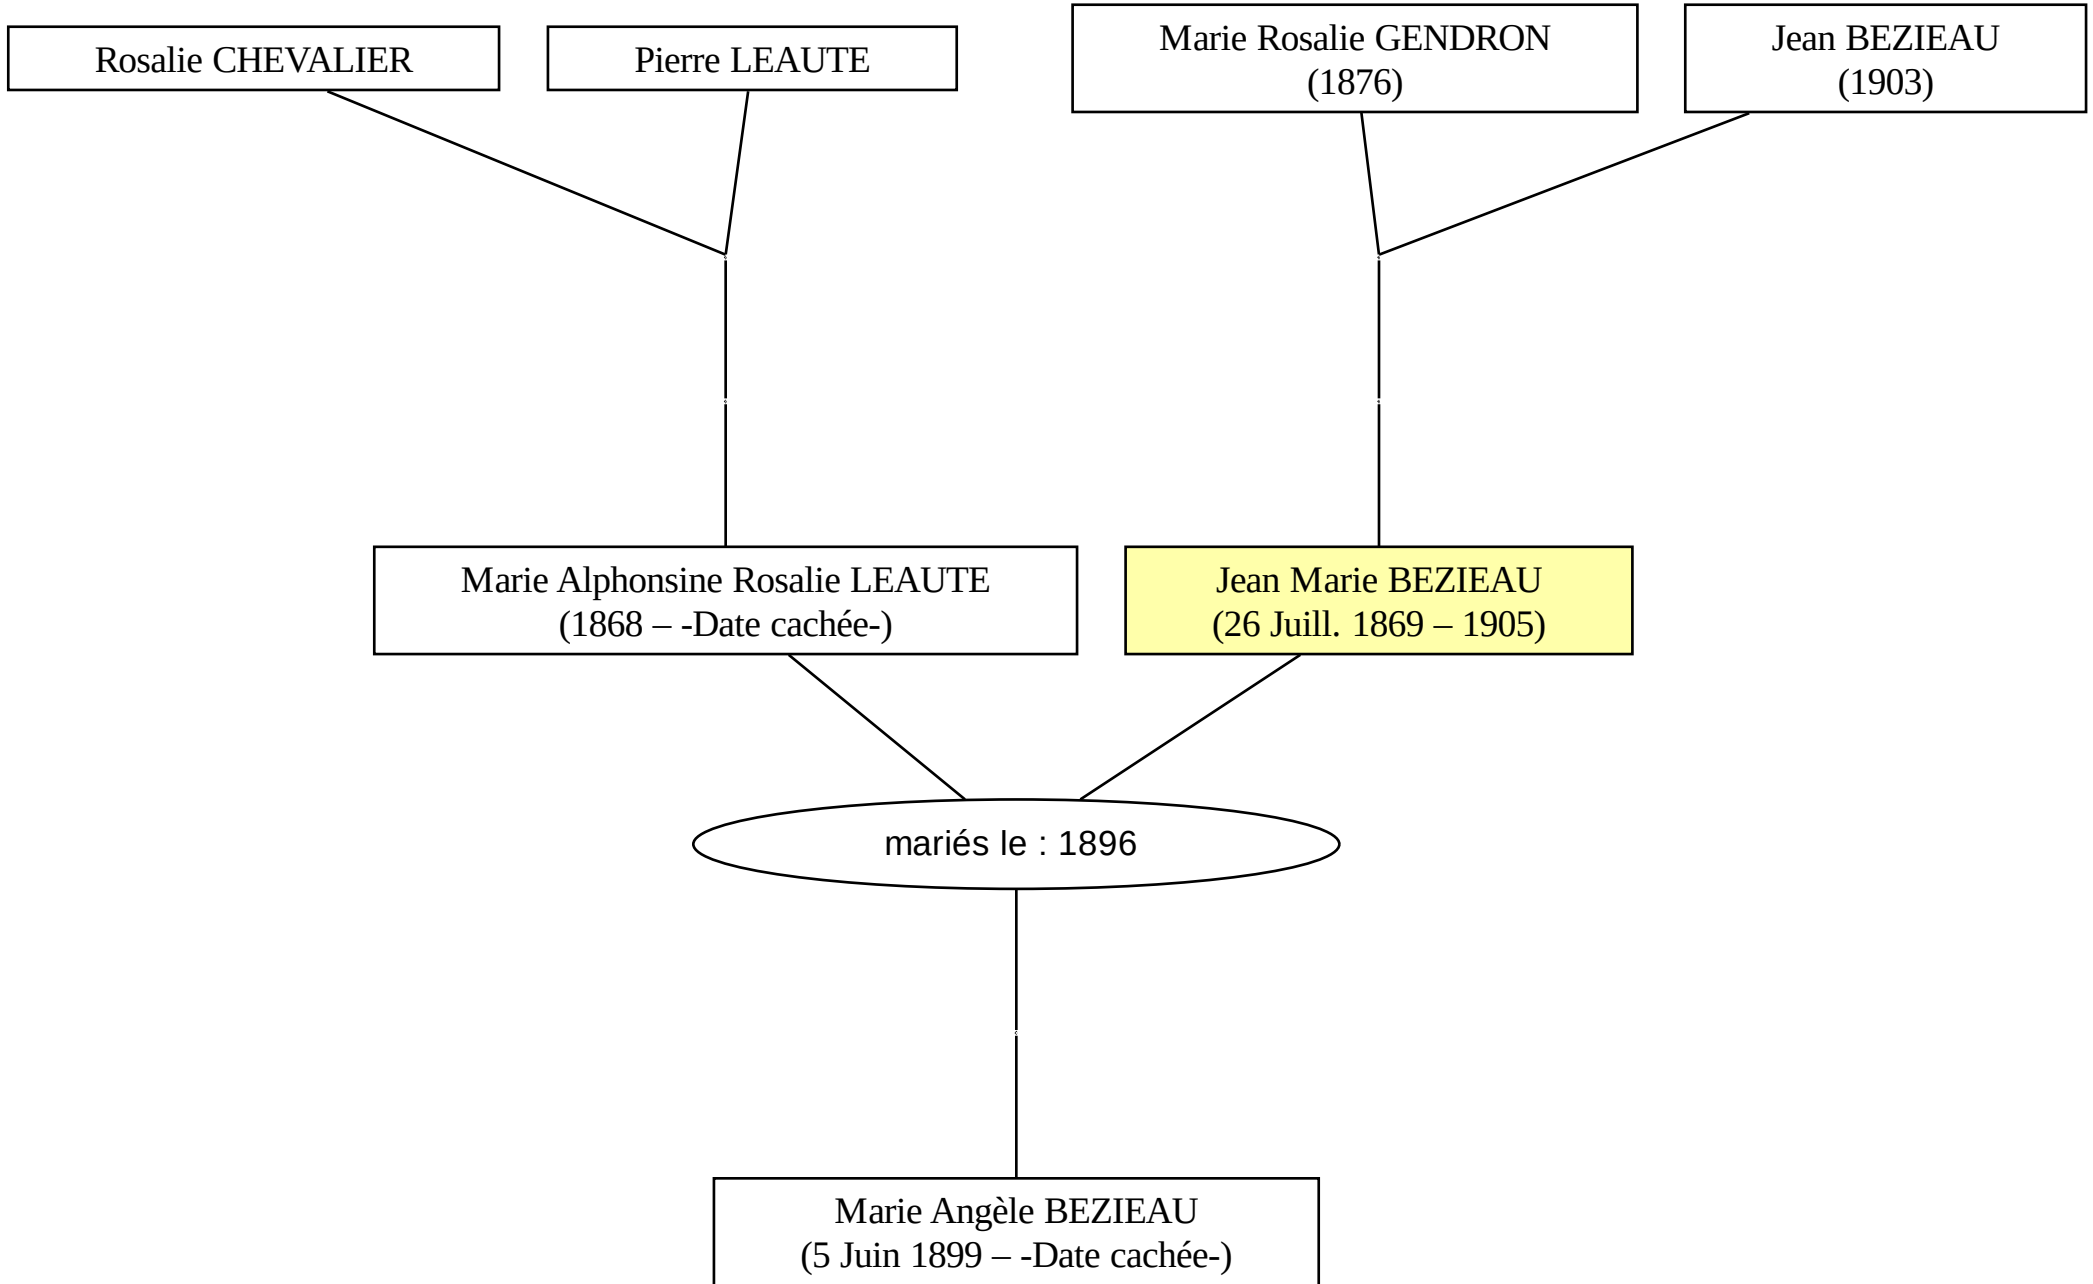 Rosalie CHEVALIER
Pierre LEAUTE
Marie Rosalie GENDRON
(1876)
Jean BEZIEAU
(1903)
Marie Alphonsine Rosalie LEAUTE
(1868 – -Date cachée-)
Jean Marie BEZIEAU
(26 Juill. 1869 – 1905)
mariés le : 1896
Marie Angèle BEZIEAU
(5 Juin 1899 – -Date cachée-)